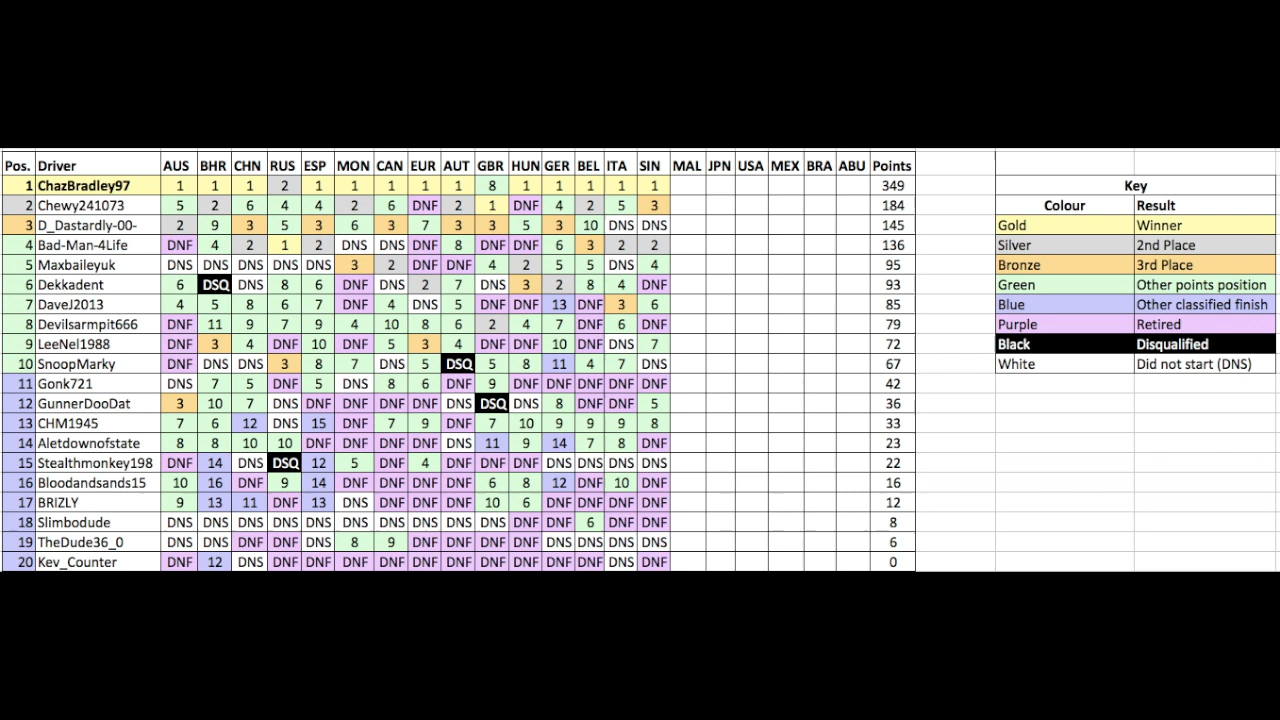 Pos. Driver AUS BHR CHN RUS ESP MON CAN EUR AUT GBR HUN GER BEL ITA SIN MAL JPN USA MEX BRA ABU Points
1 ChazBradley97 1 1 1 2 1 1 1 1 1 8 1 1 1 1 1 349 Key
2 Chewy241073 5 2 6 4 4 2 6 DNF 2 1 DNF 4 2 5 3 184 Colour Result
3 D_Dastardly-00- 2 9 3 5 3 6 3 7 3 3 5 3 10 DNS DNS 145 Gold Winner
4 Bad-Man-4Life DNF 4 2 1 2 DNS DNS DNF 8 DNF DNF 6 3 2 2 136 Silver 2nd Place
5 Maxbaileyuk DNS DNS DNS DNS DNS 3 2 DNF DNF 4 2 5 5 DNS 4 95 Bronze 3rd Place
6 Dekkadent 6 DSQ DNS 8 6 DNF DNS 2 7 DNS 3 2 8 4 DNF 93 Green Other points position
7 DaveJ2013 4 5 8 6 7 DNF 4 DNS 5 DNF DNF 13 DNF 3 6 85 Blue Other classified finish
8 Devilsarmpit666 DNF 11 9 7 9 4 10 8 6 2 4 7 DNF 6 DNF 79 Purple Retired
9 LeeNel1988 DNF 3 4 DNF 10 DNF 5 3 4 DNF DNF 10 DNF DNF DNS 72 Black Disqualified
10 SnoopMarky DNF DNS DNS 3 8 7 DNS 5 DSQ 5 8 11 4 7 DNS 67 White Did not start (DNS)
11 Gonk721 DNS 7 5 DNF 5 DNS 8 6 DNF 9 DNF DNF DNF DNF DNF 42
12 GunnerDooDat 3 10 7 DNS DNF DNF DNF DNF DNF DSQ DNS 8 DNF DNF 5 36
13 CHM1945 7 6 12 DNS 15 DNF 7 9 DNF 7 10 9 9 9 8 33
14 Aletdownofstate 8 8 10 10 DNF DNF DNF DNF DNS 11 9 14 7 8 DNF 23
15 Stealthmonkey198 DNF 14 DNS DSQ 12 5 DNF 4 DNF DNF DNF DNS DNS DNS DNS 22
16 Bloodandsands15 10 16 DNF 9 14 DNF DNF DNF DNF 6 8 12 DNF 10 DNF 16
17 BRIZLY 9 13 11 DNF 13 DNS DNF DNF DNF 10 6 DNF DNF DNF DNF 12
18 Slimbodude DNS DNS DNS DNS DNS DNS DNS DNS DNS DNS DNF DNF 6 DNF DNF 8
19 TheDude36_0 DNS DNS DNF DNF DNS 8 9 DNF DNF DNF DNF DNF DNS DNS DNS 6
20 Kev_Counter DNF 12 DNS DNF DNF DNF DNF DNF DNF DNF DNF DNF DNF DNS DNF 0